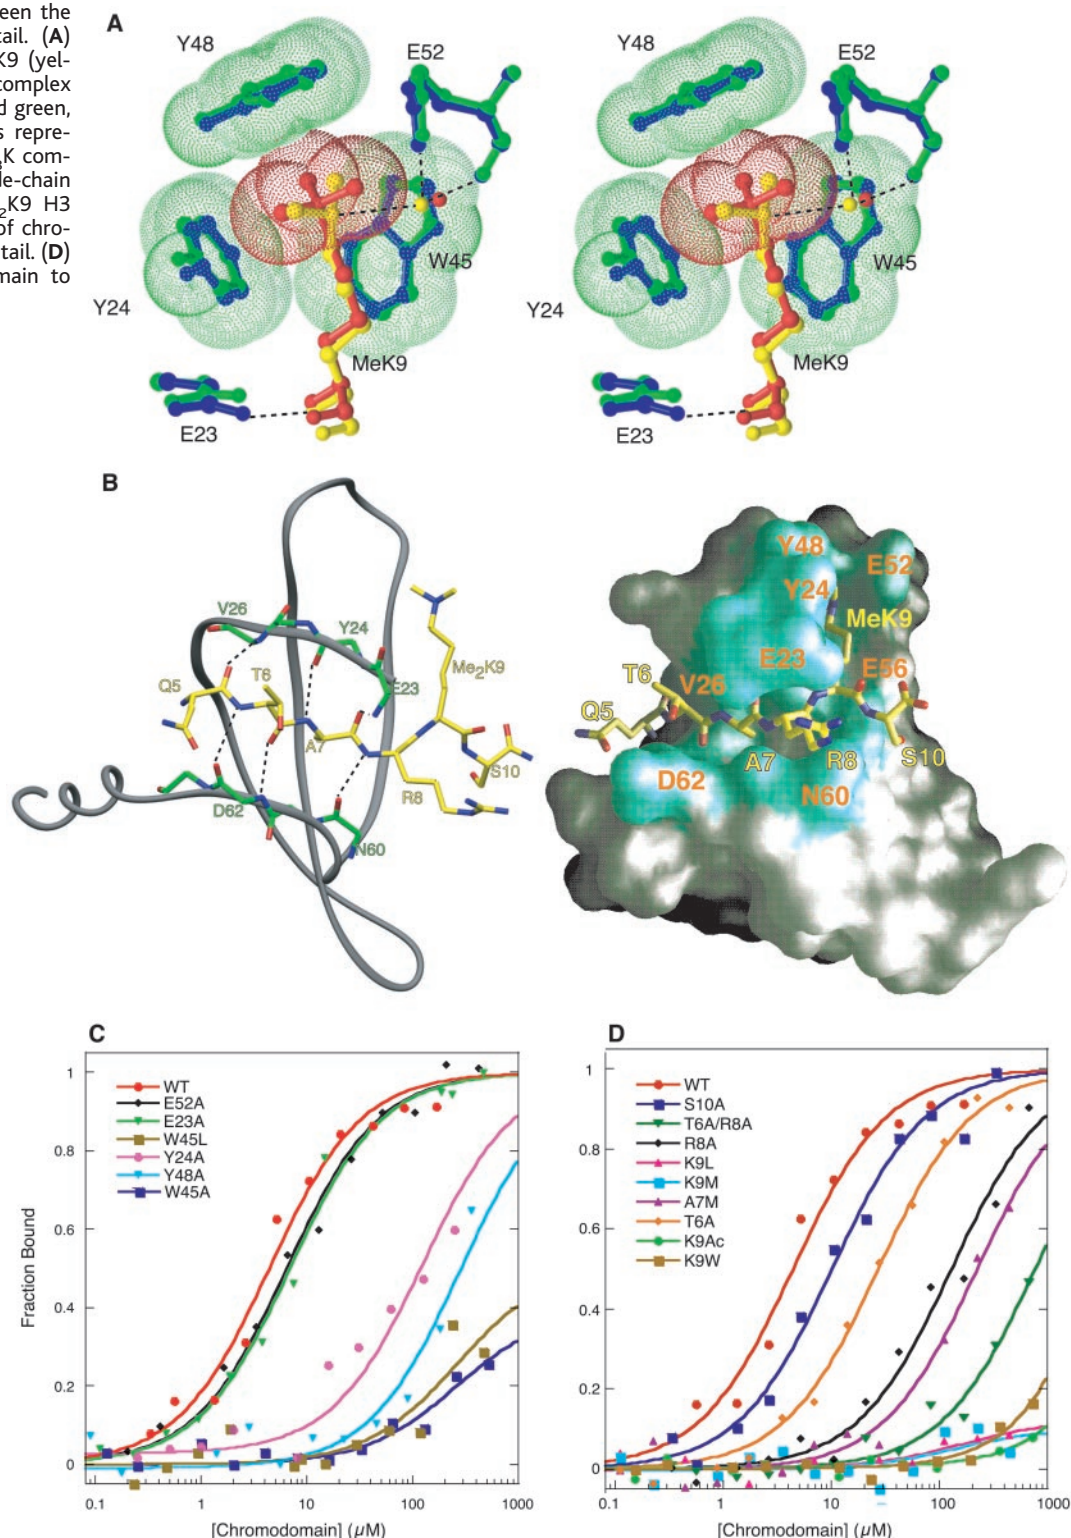 een the
tail. (A)
K9 (yel-
complex
d green,
s repre-
K com-
le-chain
₂K9 H3
of chro-
tail. (D)
main to
A
Y48
E52
Y24
W45
MeK9
E23
Y48
E52
Y24
W45
MeK9
E23
B
V26
Y24
Q5
T6
E23
Me₂K9
A7
S10
R8
D62
N60
Y48
E52
Y24
MeK9
E23
E56
T6
V26
Q5
A7
R8
S10
D62
N60
C
WT
E52A
E23A
W45L
Y24A
Y48A
W45A
1
0.8
0.6
0.4
0.2
0
Fraction Bound
0.1 1 10 100 1000
[Chromodomain] (µM)
D
WT
S10A
T6A/R8A
R8A
K9L
K9M
A7M
T6A
K9Ac
K9W
1
0.8
0.6
0.4
0.2
0
0.1 1 10 100 1000
[Chromodomain] (µM)